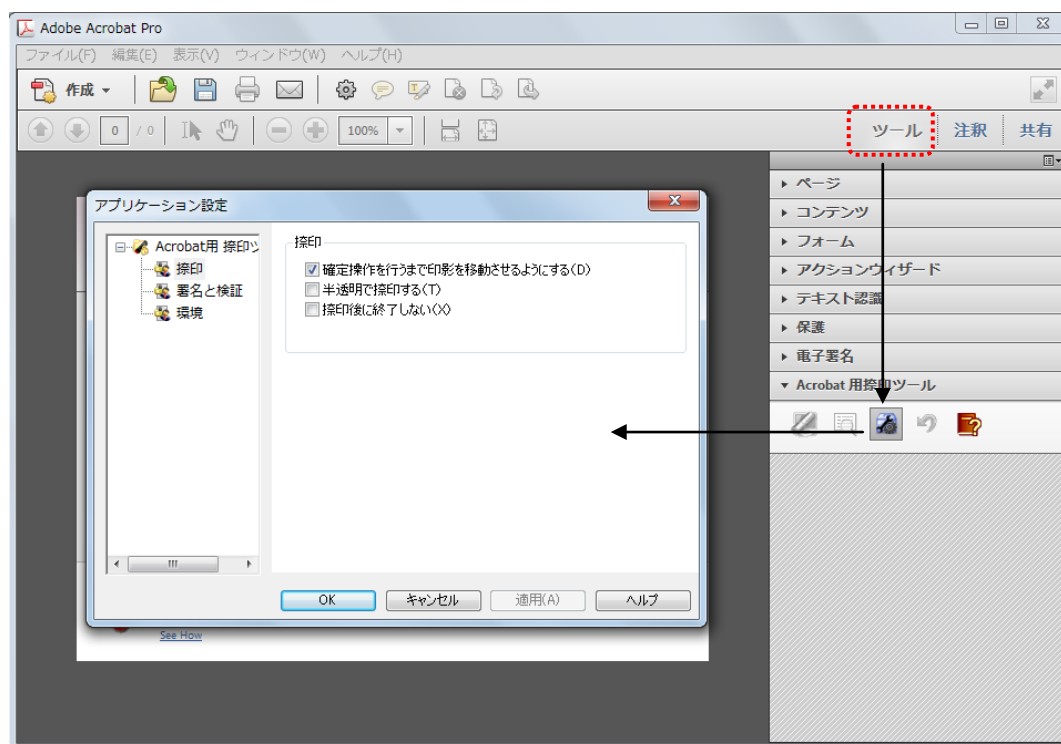 Adobe Acrobat Pro
ファイル(F) 編集(E) 表示(V) ウィンドウ(W) ヘルプ(H)
作成
0 / 0 100%
ツール 注釈 共有
ページ
コンテンツ
フォーム
アクションウィザード
テキスト認識
保護
電子署名
Acrobat 用捺印ツール
アプリケーション設定
Acrobat用 捺印ツ
捺印
署名と検証
環境
捺印
確定操作を行うまで印影を移動させるようにする(D)
半透明で捺印する(T)
捺印後に終了しない(X)
OK キャンセル 適用(A) ヘルプ
See How